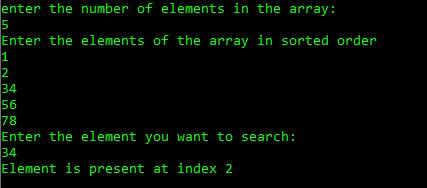 enter the number of elements in the array:
5
Enter the elements of the array in sorted order
1
2
34
56
78
Enter the element you want to search:
34
Element is present at index 2